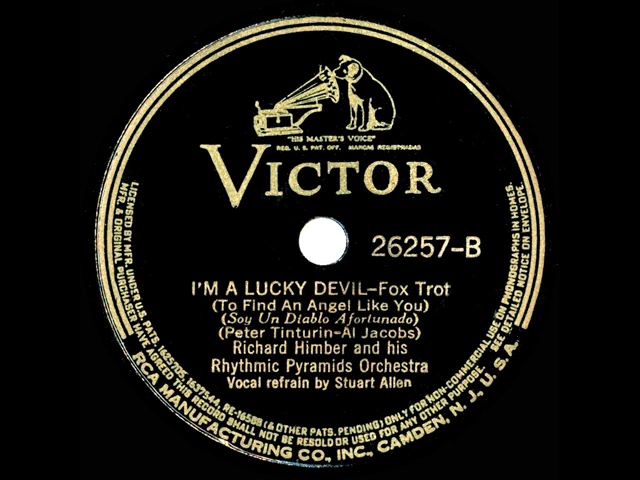 "HIS MASTER'S VOICE"
REG. U. S. PAT. OFF. MARCAS REGISTRADAS
VICTOR
26257-B
I'M A LUCKY DEVIL-Fox Trot
(To Find An Angel Like You)
(Soy Un Diablo Afortunado)
(Peter Tinturin-Al Jacobs)
Richard Himber and his
Rhythmic Pyramids Orchestra
Vocal refrain by Stuart Allen
LICENSED BY MFR. UNDER U.S. PATS. 1625705, 1637544, RE-16588 (& OTHER PATS. PENDING) ONLY FOR NON-COMMERCIAL USE ON PHONOGRAPHS IN HOMES.
MFR. & ORIGINAL PURCHASER HAVE AGREED THIS RECORD SHALL NOT BE RESOLD OR USED FOR ANY OTHER PURPOSE. SEE DETAILED NOTICE ON ENVELOPE.
RCA MANUFACTURING CO., INC., CAMDEN, N. J., U. S. A.